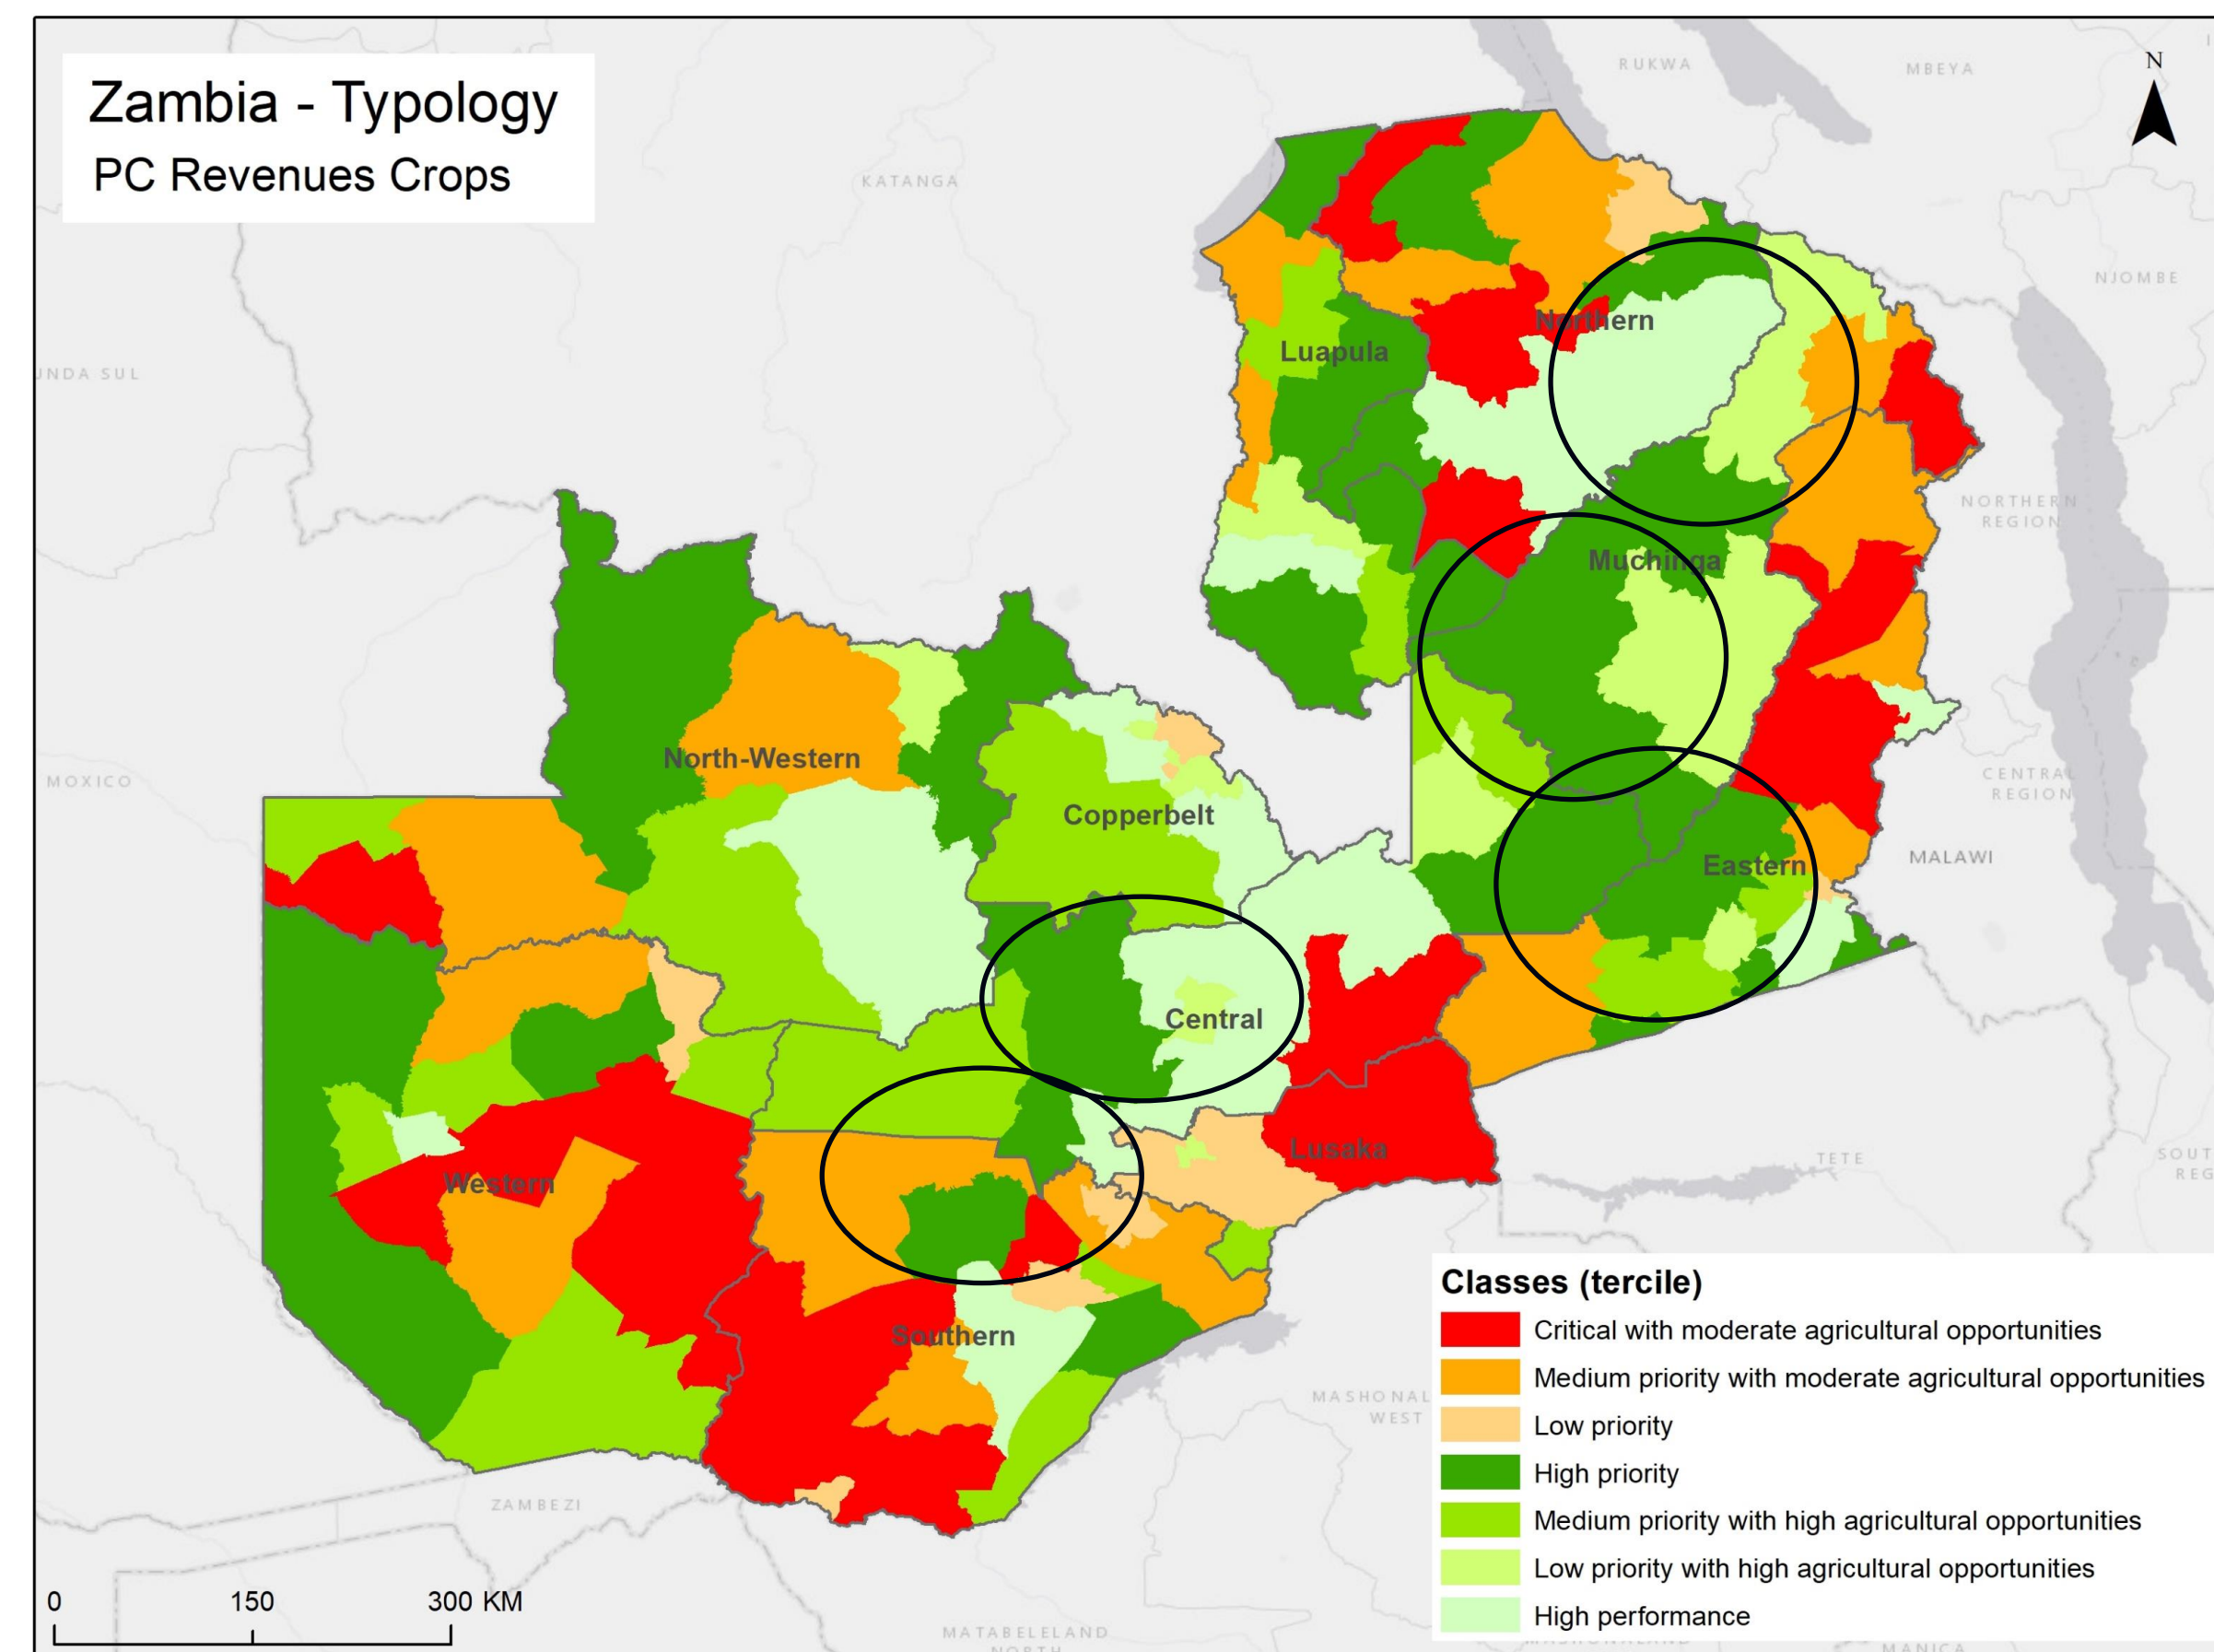 Zambia - Typology
PC Revenues Crops
N
RUKWA
MBEYA
KATANGA
NJOMBE
Northern
Luapula
NORTHERN
REGION
Muchinga
North-Western
MOXICO
CENTRAL
REGION
Copperbelt
Eastern
MALAWI
Central
Lusaka
TETE
Western
Southern
ZAMBEZI
MATABELELAND
Classes (tercile)
Critical with moderate agricultural opportunities
Medium priority with moderate agricultural opportunities
Low priority
High priority
Medium priority with high agricultural opportunities
Low priority with high agricultural opportunities
High performance
WEST
0 150 300 KM